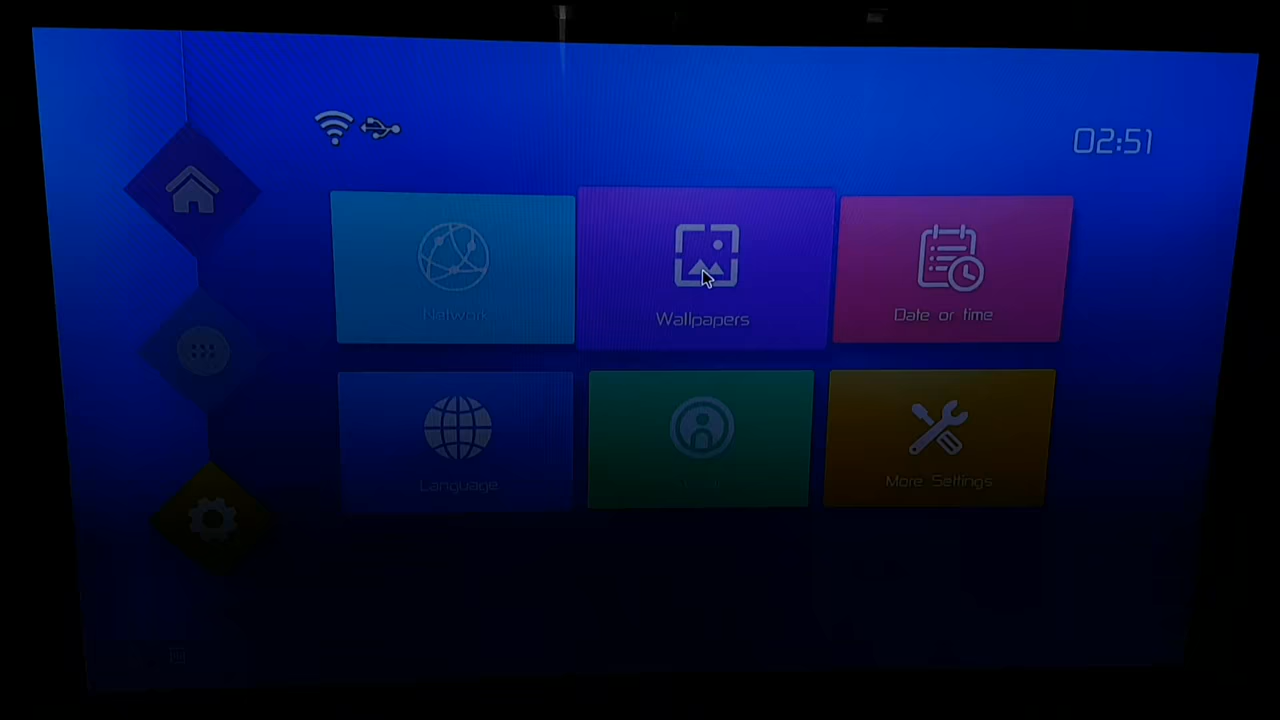 02:51
Network
Wallpapers
Date or time
Language
More Settings